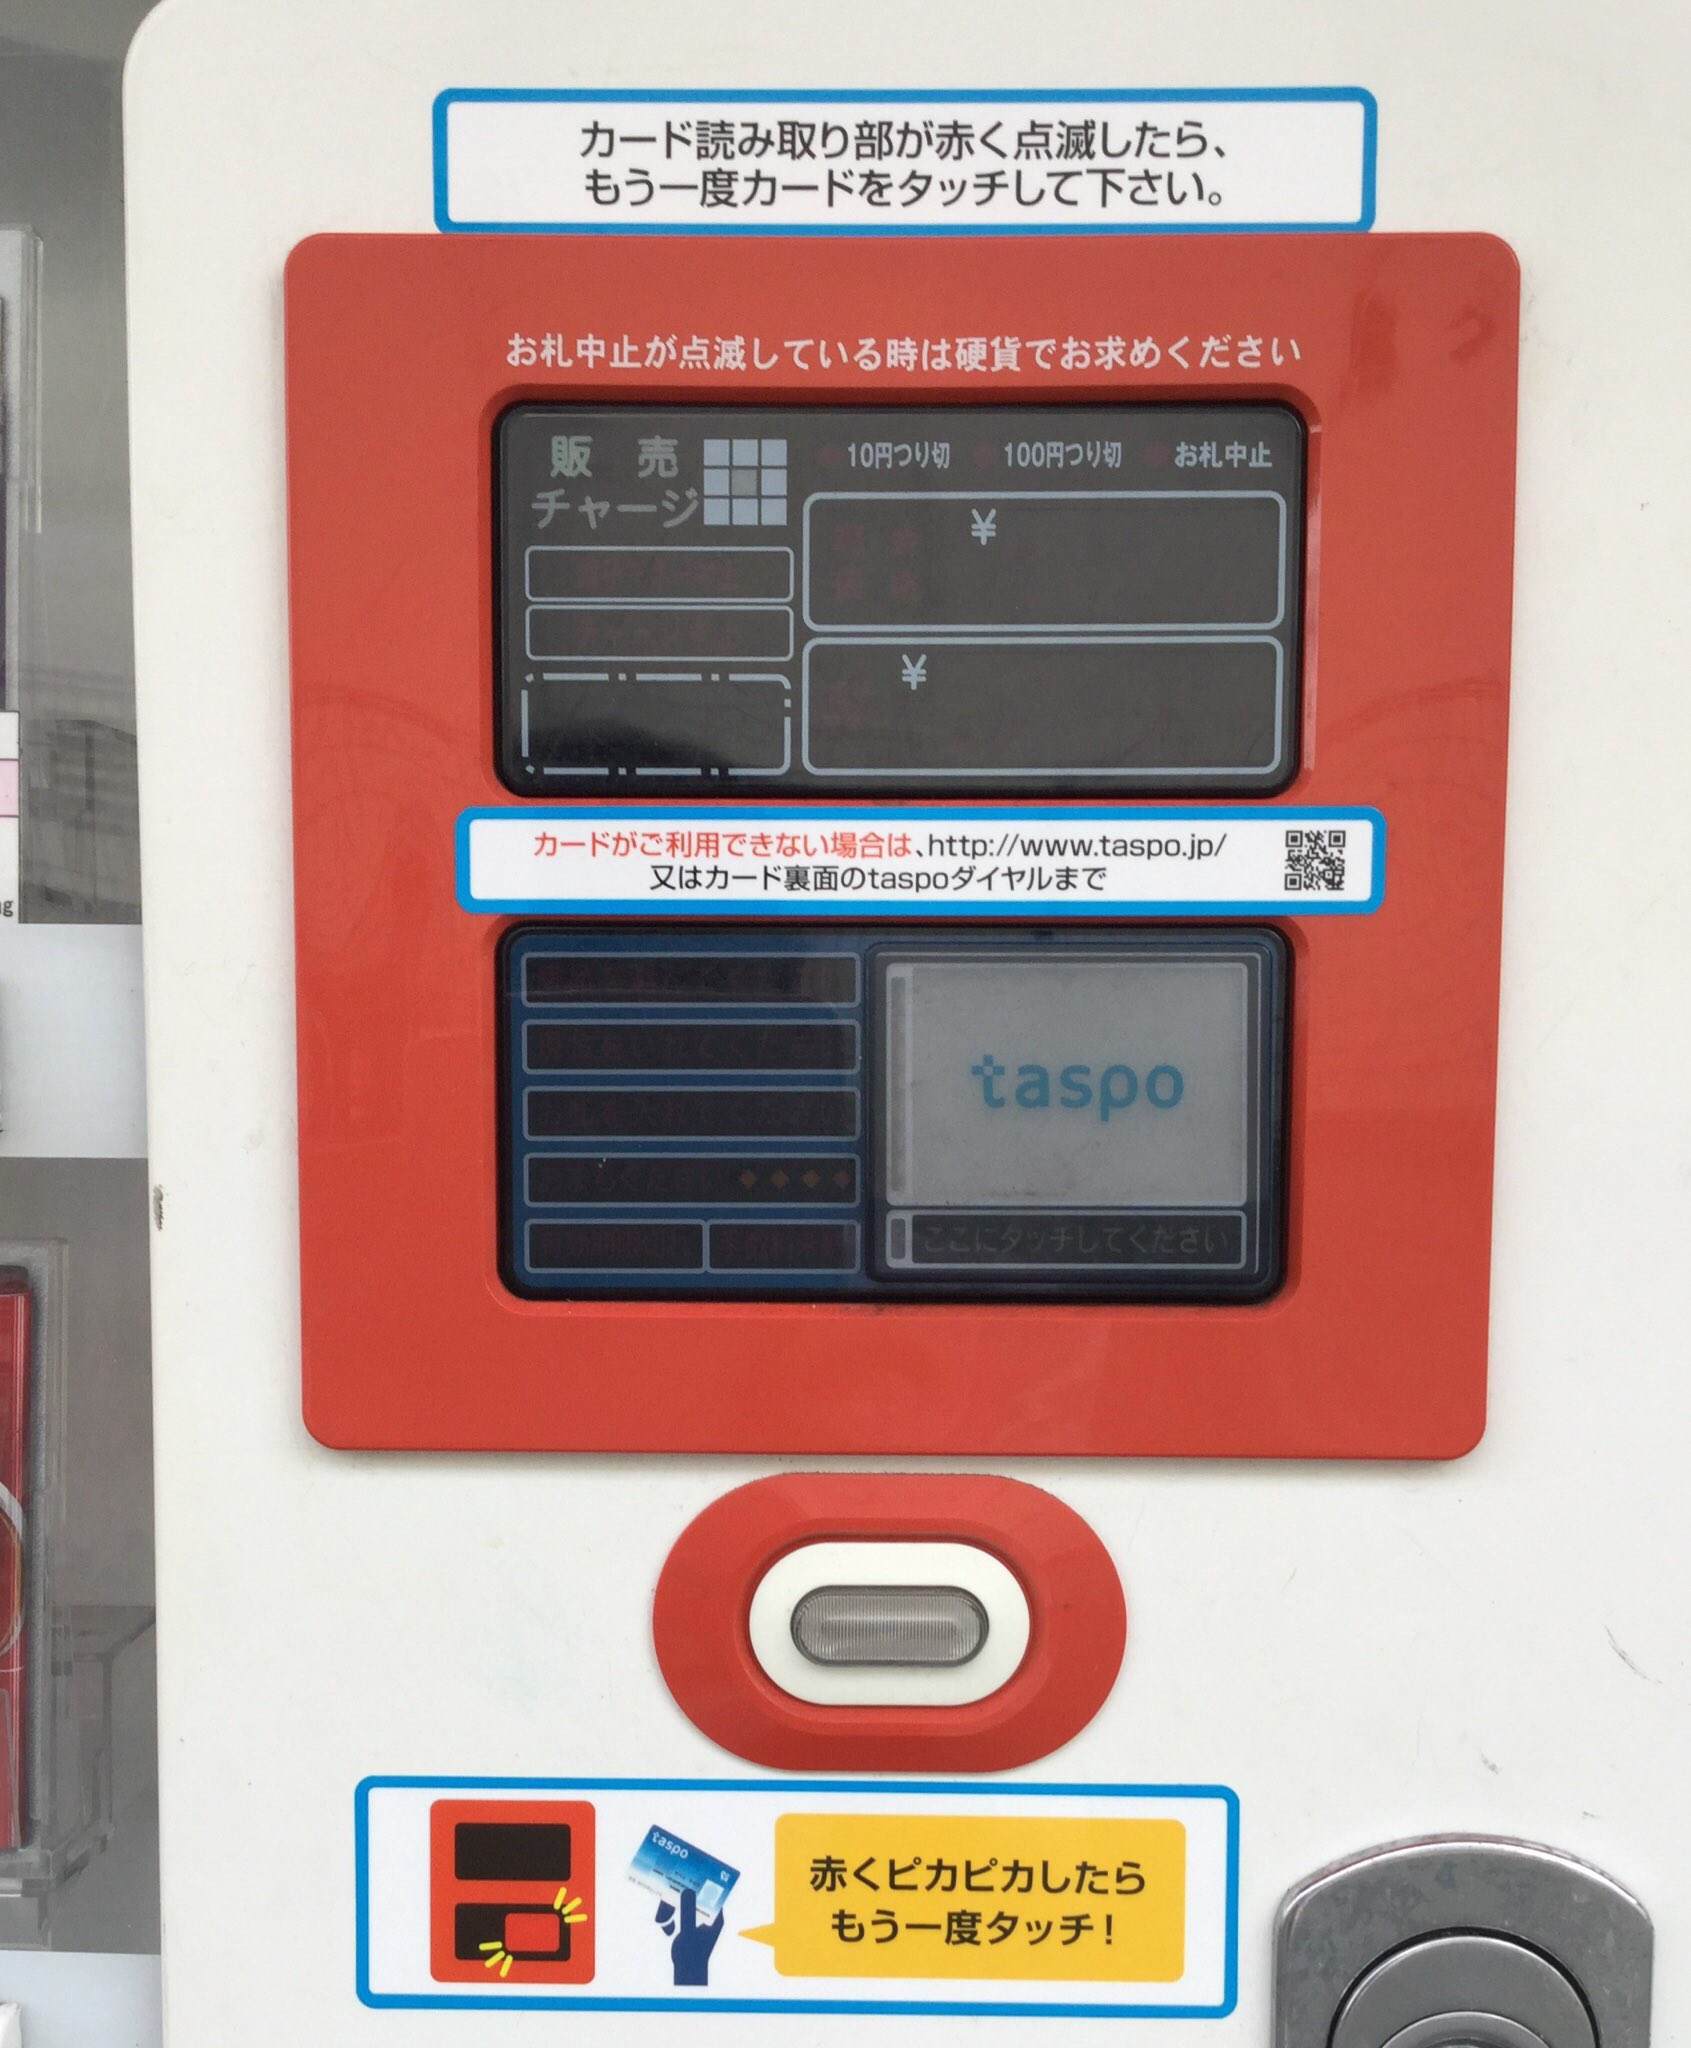 カード読み取り部が赤く点滅したら、
もう一度カードをタッチして下さい。
お札中止が点滅している時は硬貨でお求めください
販売
チャージ
10円つり切 100円つり切 お札中止
¥
¥
カードがご利用できない場合は、http://www.taspo.jp/
又はカード裏面のtaspoダイヤルまで
taspo
おまちください
ここにタッチしてください
taspo
赤くピカピカしたら
もう一度タッチ!